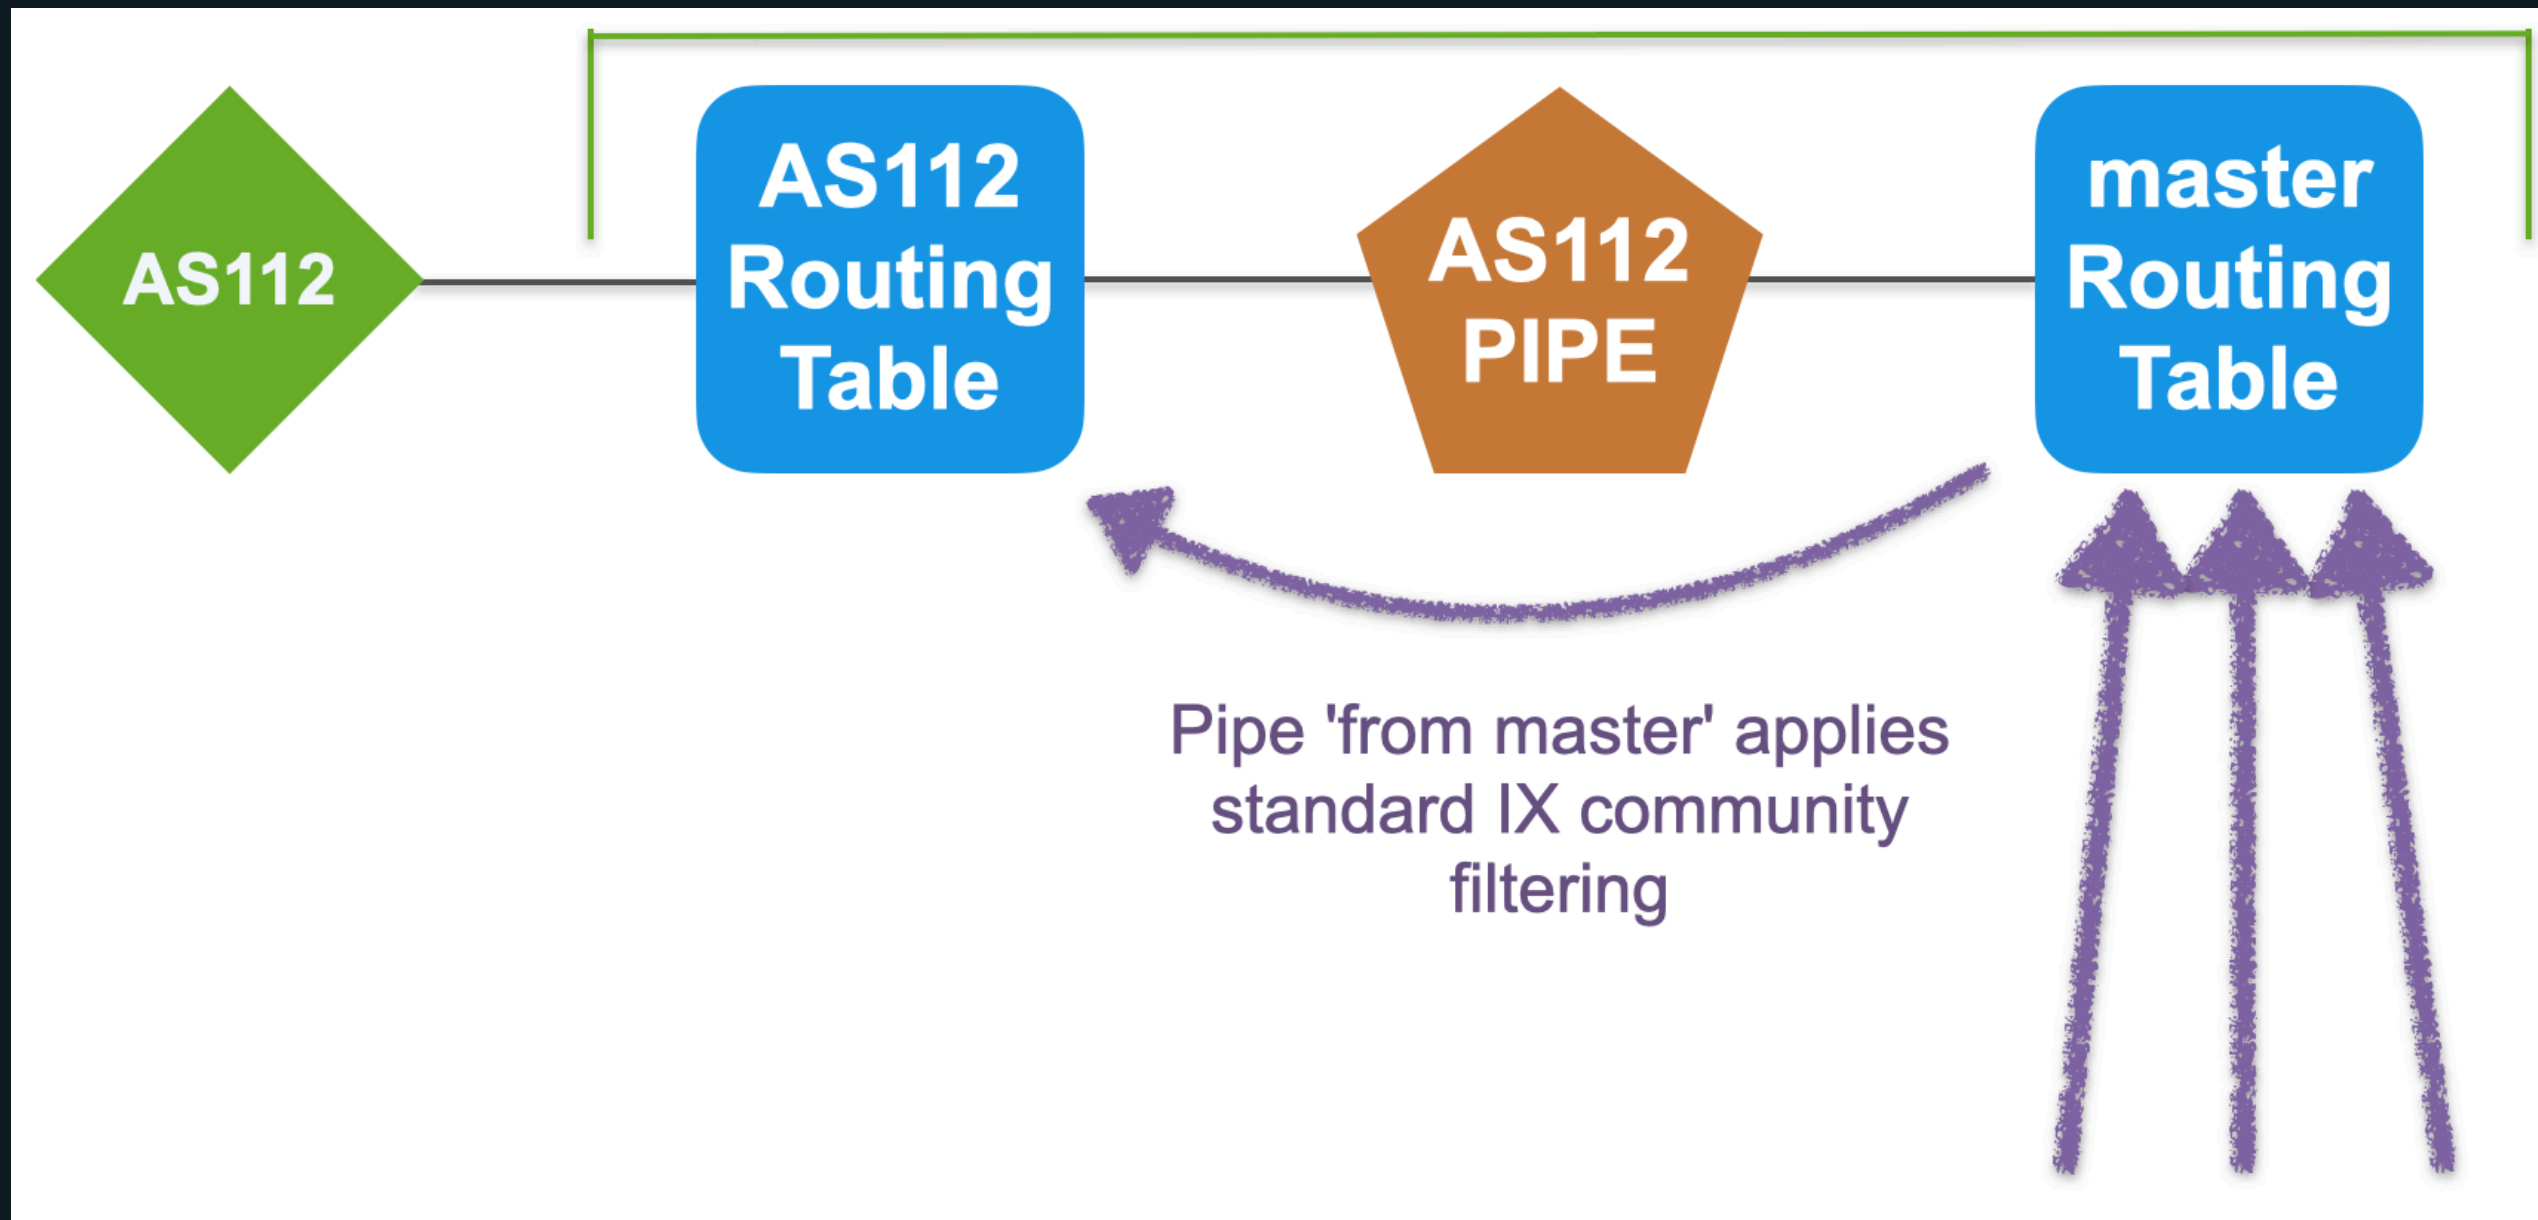 AS112
AS112
Routing
Table
AS112
PIPE
master
Routing
Table
Pipe 'from master' applies
standard IX community
filtering